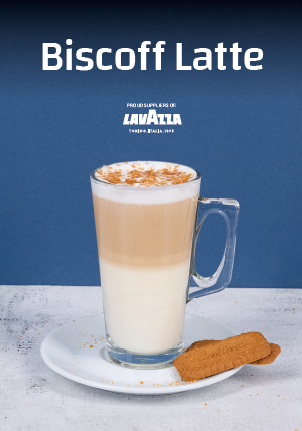 Biscoff Latte
PROUD SUPPLIERS OF
LAVAZZA
TORINO, ITALIA, 1895